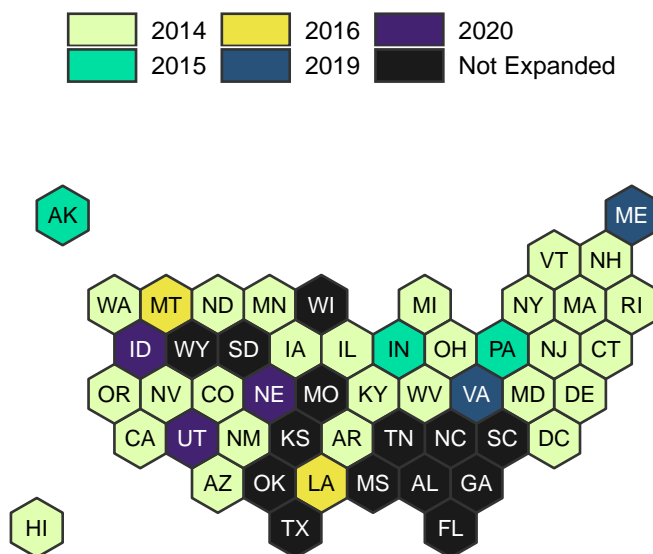 2014 2016 2020
2015 2019 Not Expanded
AK ME
VT NH
WA MT ND MN WI MI NY MA RI
ID WY SD IA IL IN OH PA NJ CT
OR NV CO NE MO KY WV VA MD DE
CA UT NM KS AR TN NC SC DC
AZ OK LA MS AL GA
HI TX FL